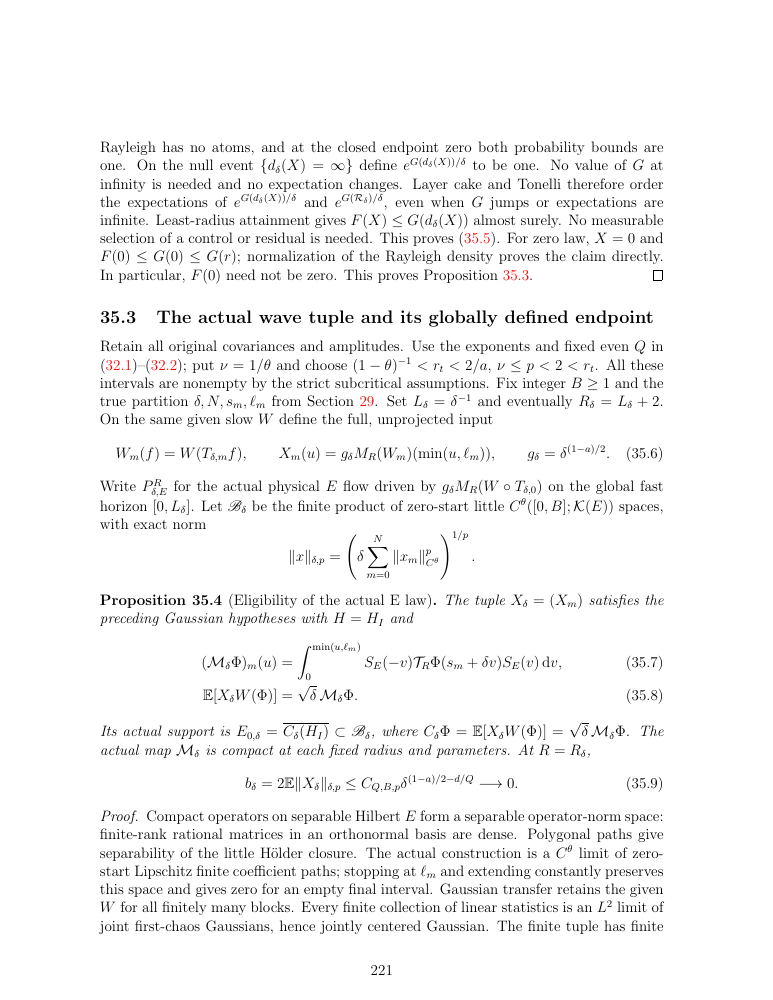 Rayleigh has no atoms, and at the closed endpoint zero both probability bounds are
one. On the null event {d_δ(X) = ∞} define e^{G(d_δ(X))/δ} to be one. No value of G at
infinity is needed and no expectation changes. Layer cake and Tonelli therefore order
the expectations of e^{G(d_δ(X))/δ} and e^{G(ℛ_δ)/δ}, even when G jumps or expectations are
infinite. Least-radius attainment gives F(X) ≤ G(d_δ(X)) almost surely. No measurable
selection of a control or residual is needed. This proves (35.5). For zero law, X = 0 and
F(0) ≤ G(0) ≤ G(r); normalization of the Rayleigh density proves the claim directly.
In particular, F(0) need not be zero. This proves Proposition 35.3. □
35.3 The actual wave tuple and its globally defined endpoint
Retain all original covariances and amplitudes. Use the exponents and fixed even Q in
(32.1)–(32.2); put ν = 1/θ and choose (1 − θ)^{−1} < r_t < 2/a, ν ≤ p < 2 < r_t. All these
intervals are nonempty by the strict subcritical assumptions. Fix integer B ≥ 1 and the
true partition δ, N, s_m, ℓ_m from Section 29. Set L_δ = δ^{−1} and eventually R_δ = L_δ + 2.
On the same given slow W define the full, unprojected input
W_m(f) = W(T_{δ,m}f), X_m(u) = g_δM_R(W_m)(min(u, ℓ_m)), g_δ = δ^{(1−a)/2}. (35.6)
Write P^R_{δ,E} for the actual physical E flow driven by g_δM_R(W ∘ T_{δ,0}) on the global fast
horizon [0, L_δ]. Let ℬ_δ be the finite product of zero-start little C^θ([0, B]; 𝒦(E)) spaces,
with exact norm
‖x‖_{δ,p} = (δ ∑_{m=0}^{N} ‖x_m‖^p_{C^θ})^{1/p}.
Proposition 35.4 (Eligibility of the actual E law). The tuple X_δ = (X_m) satisfies the
preceding Gaussian hypotheses with H = H_I and
(ℳ_δΦ)_m(u) = ∫_0^{min(u,ℓ_m)} S_E(−v)𝒯_RΦ(s_m + δv)S_E(v) dv, (35.7)
𝔼[X_δW(Φ)] = √δ ℳ_δΦ. (35.8)
Its actual support is E_{0,δ} = \overline{C_δ(H_I)} ⊂ ℬ_δ, where C_δΦ = 𝔼[X_δW(Φ)] = √δ ℳ_δΦ. The
actual map ℳ_δ is compact at each fixed radius and parameters. At R = R_δ,
b_δ = 2𝔼‖X_δ‖_{δ,p} ≤ C_{Q,B,p}δ^{(1−a)/2−d/Q} ⟶ 0. (35.9)
Proof. Compact operators on separable Hilbert E form a separable operator-norm space:
finite-rank rational matrices in an orthonormal basis are dense. Polygonal paths give
separability of the little Hölder closure. The actual construction is a C^θ limit of zero-
start Lipschitz finite coefficient paths; stopping at ℓ_m and extending constantly preserves
this space and gives zero for an empty final interval. Gaussian transfer retains the given
W for all finitely many blocks. Every finite collection of linear statistics is an L² limit of
joint first-chaos Gaussians, hence jointly centered Gaussian. The finite tuple has finite
221